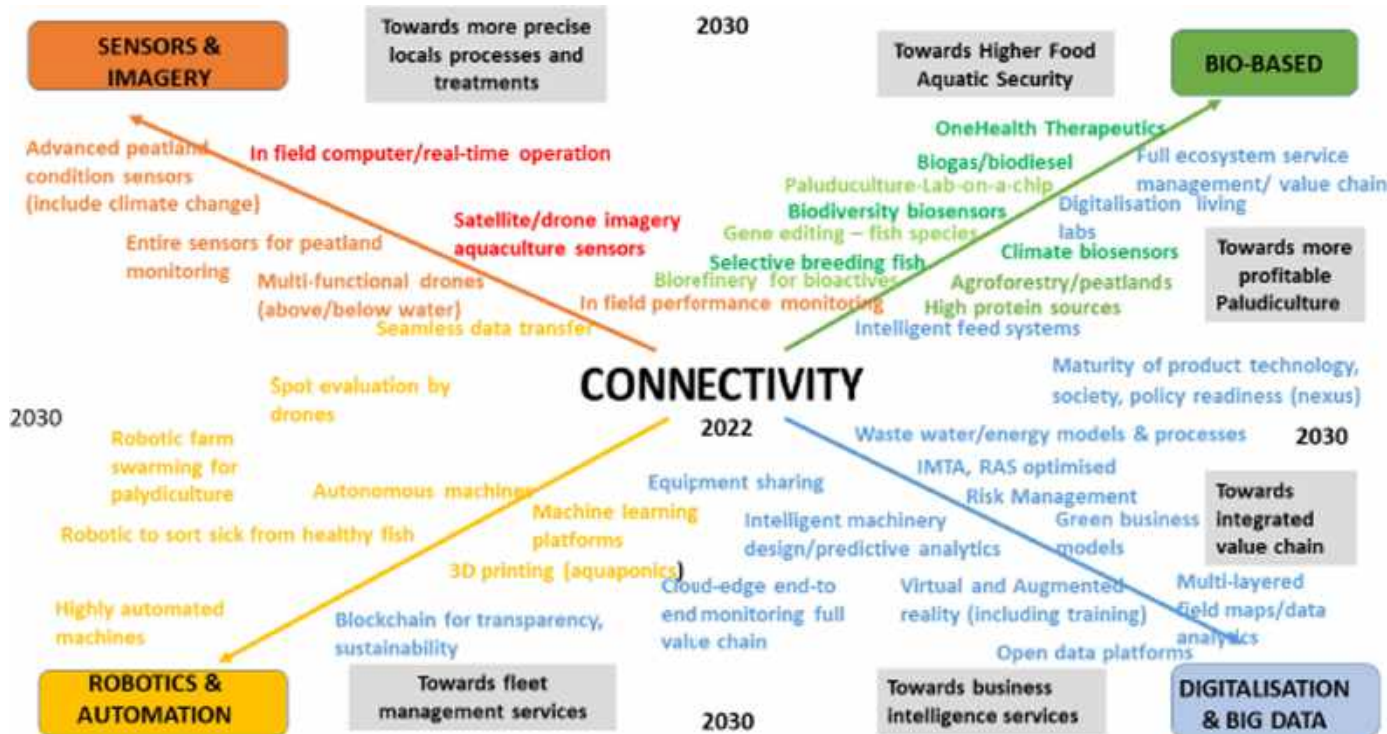 2030
SENSORS &
IMAGERY
Towards more precise
locals processes and
treatments
Towards Higher Food
Aquatic Security
BIO-BASED
OneHealth Therapeutics
Advanced peatland
condition sensors
(include climate change)
In field computer/real-time operation
Biogas/biodiesel
Full ecosystem service
management/ value chain
Paluduculture-Lab-on-a-chip
Digitalisation living
labs
Biodiversity biosensors
Satellite/drone imagery
aquaculture sensors
Gene editing – fish species
Entire sensors for peatland
monitoring
Climate biosensors
Towards more
profitable
Paludiculture
Selective breeding fish
Multi-functional drones
(above/below water)
Biorefinery for bioactives
Agroforestry/peatlands
In field performance monitoring
High protein sources
Seamless data transfer
Intelligent feed systems
CONNECTIVITY
2022
Maturity of product technology,
society, policy readiness (nexus)
Spot evaluation by
drones
2030
Waste water/energy models & processes
2030
Robotic farm
swarming for
palydiculture
IMTA, RAS optimised
Risk Management
Equipment sharing
Autonomous machines
Towards
integrated
value chain
Machine learning
platforms
Intelligent machinery
design/predictive analytics
Green business
models
Robotic to sort sick from healthy fish
3D printing (aquaponics)
Cloud-edge end-to
end monitoring full
value chain
Virtual and Augmented
reality (including training)
Multi-layered
field maps/data
analytics
Highly automated
machines
Blockchain for transparency,
sustainability
Open data platforms
ROBOTICS &
AUTOMATION
Towards fleet
management services
2030
Towards business
intelligence services
DIGITALISATION
& BIG DATA